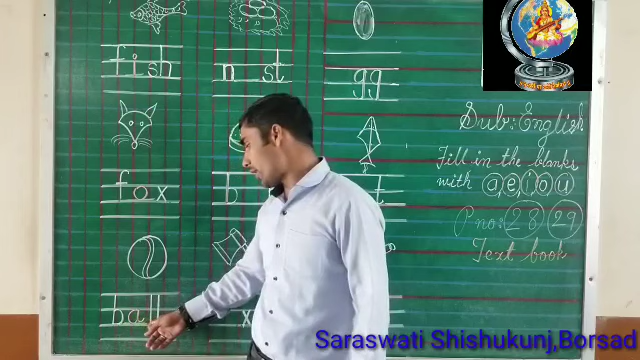 fish
n st
gg
fox
b
t
ball
x
Sub: English
Fill in the blanks
with a,e,i,o,u
P no: 28 29
Text book
Saraswati Shishukunj,Borsad